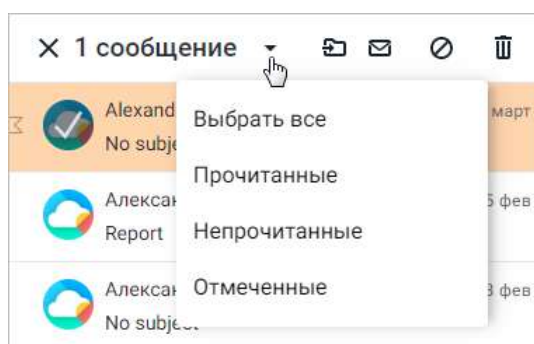 1 сообщение
Alexand март
No subje
Выбрать все
Прочитанные
Алексан 5 фев
Report
Непрочитанные
Алексан 3 фев
Отмеченные
No subject